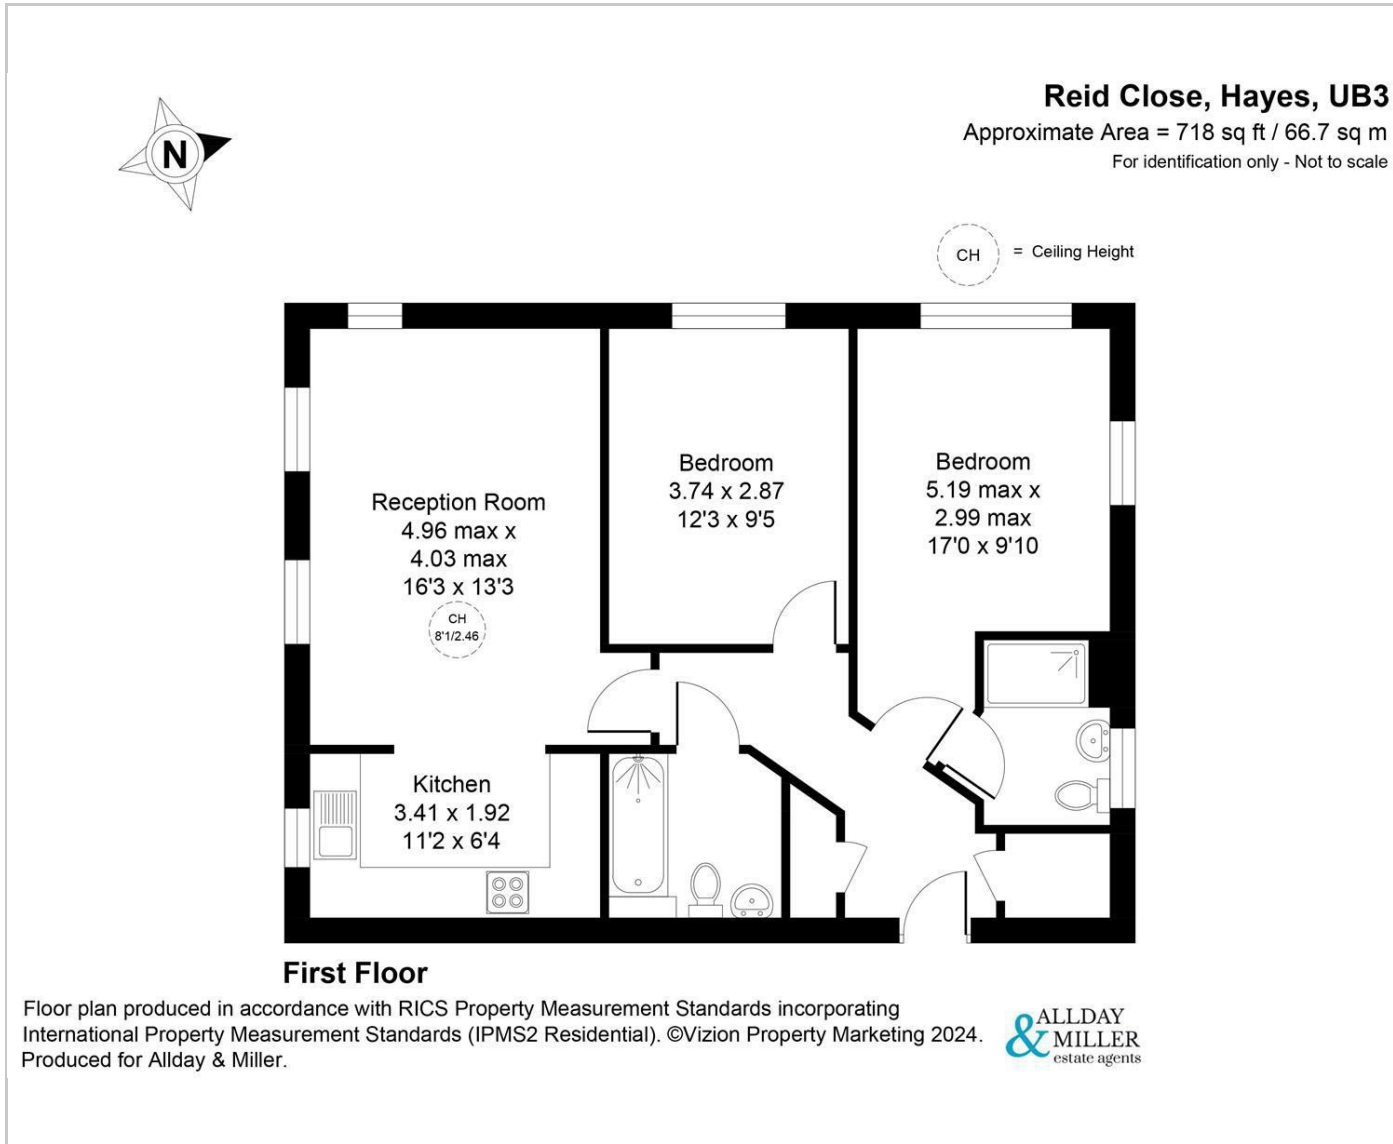 N
Reid Close, Hayes, UB3
Approximate Area = 718 sq ft / 66.7 sq m
For identification only - Not to scale
CH = Ceiling Height
Reception Room
4.96 max x
4.03 max
16'3 x 13'3
CH
8'1/2.46
Bedroom
3.74 x 2.87
12'3 x 9'5
Bedroom
5.19 max x
2.99 max
17'0 x 9'10
Kitchen
3.41 x 1.92
11'2 x 6'4
First Floor
Floor plan produced in accordance with RICS Property Measurement Standards incorporating
International Property Measurement Standards (IPMS2 Residential). ©Vizion Property Marketing 2024.
Produced for Allday & Miller.
ALLDAY
& MILLER
estate agents